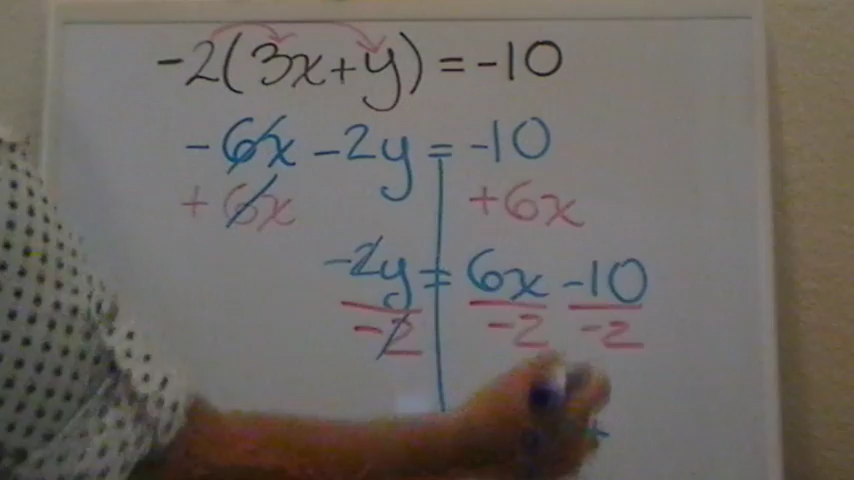 -2(3x+y)=-10
-6x-2y=-10
+6x +6x
-2y=6x-10
-2 -2 -2
+